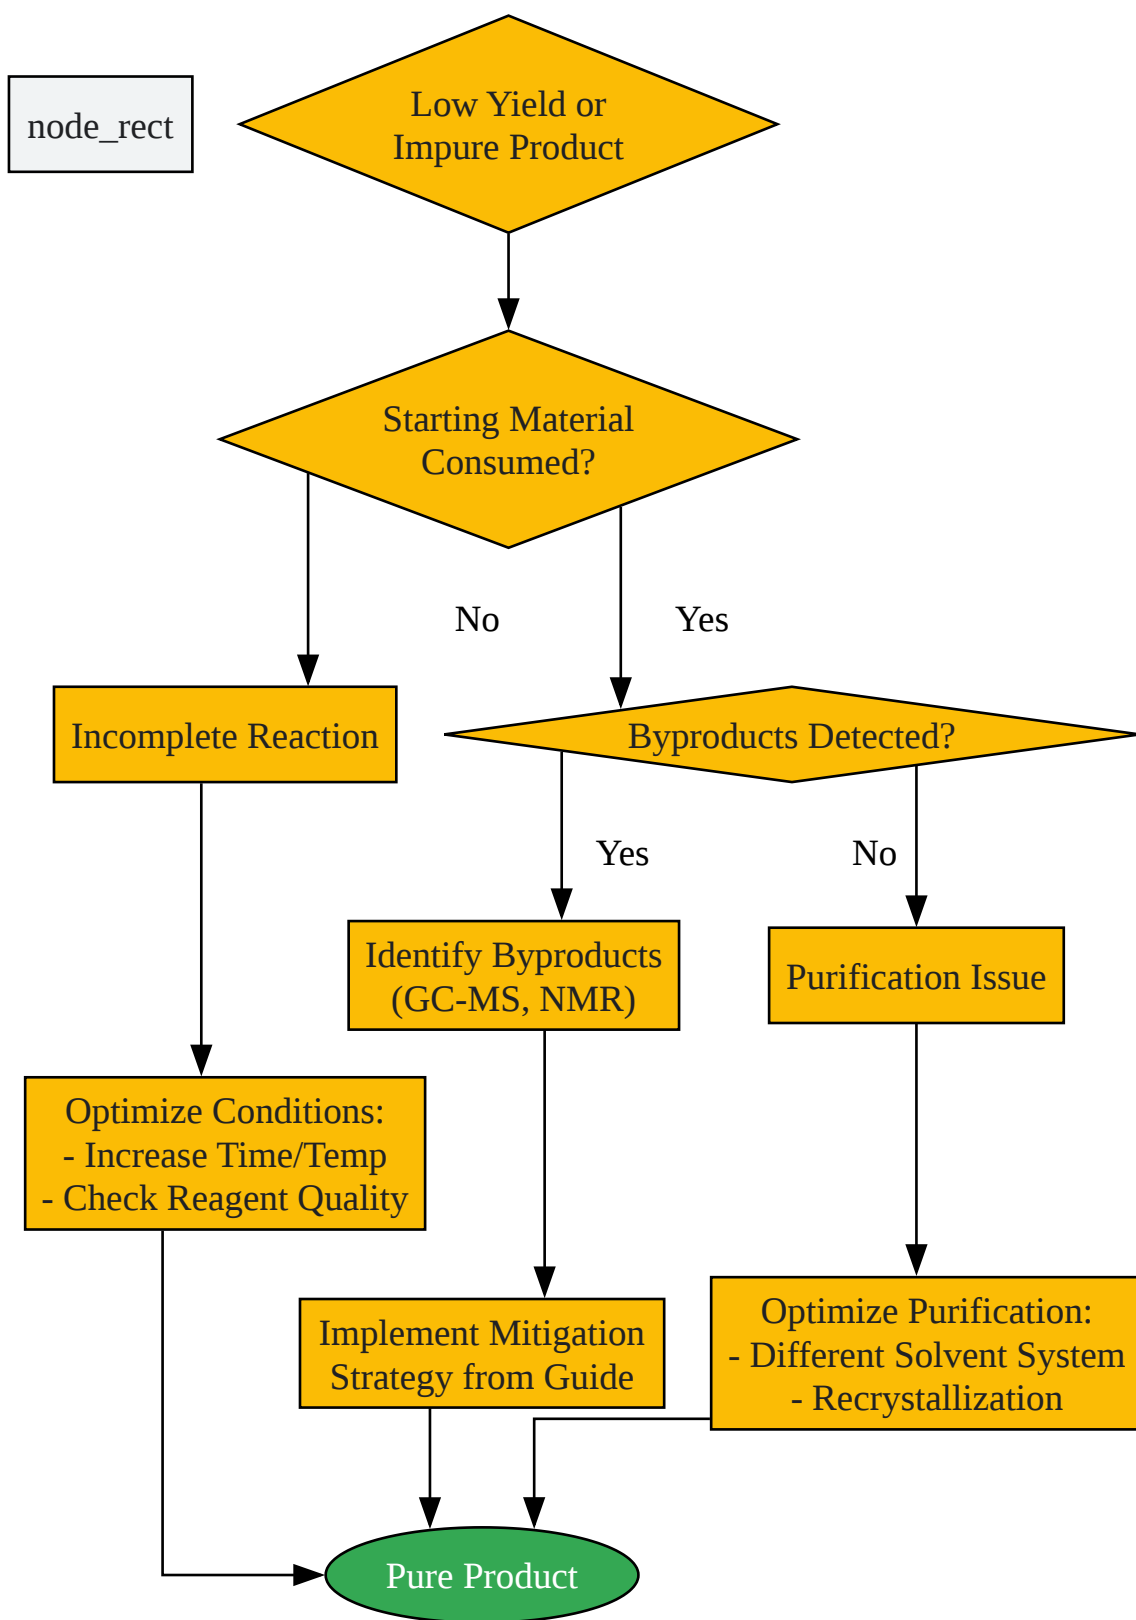 node_rect
Low Yield or
Impure Product
Starting Material
Consumed?
No
Yes
Incomplete Reaction
Byproducts Detected?
Yes
No
Identify Byproducts
(GC-MS, NMR)
Purification Issue
Optimize Conditions:
- Increase Time/Temp
- Check Reagent Quality
Implement Mitigation
Strategy from Guide
Optimize Purification:
- Different Solvent System
- Recrystallization
Pure Product